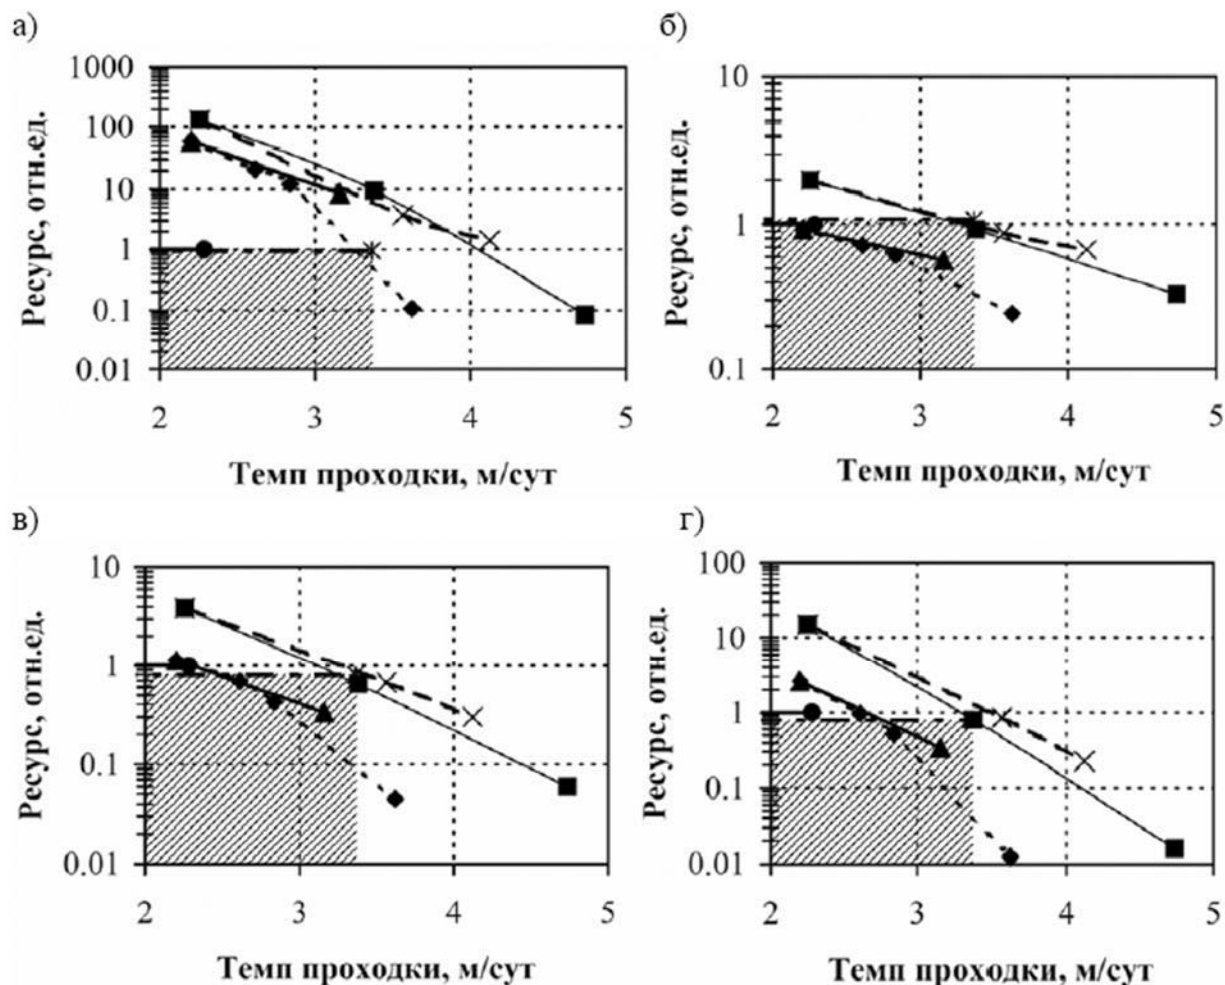 а)
1000
100
10
1
0.1
0.01
Ресурс, отн.ед.
2 3 4 5
Темп проходки, м/сут
б)
10
1
0.1
Ресурс, отн.ед.
2 3 4 5
Темп проходки, м/сут
в)
10
1
0.1
0.01
Ресурс, отн.ед.
2 3 4 5
Темп проходки, м/сут
г)
100
10
1
0.1
0.01
Ресурс, отн.ед.
2 3 4 5
Темп проходки, м/сут